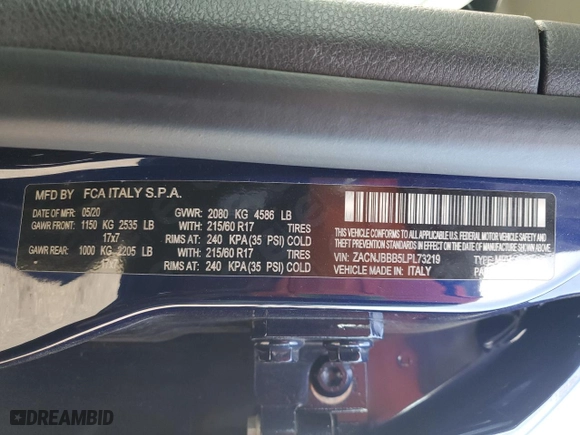 MFD BY FCA ITALY S.P.A.
DATE OF MFR 05/20 GVWR: 2080 KG 4586 LB
GAWR FRONT: 1150 KG 2535 LB WITH: 215/60 R17 TIRES
17x7 RIMS AT: 240 KPA (35 PSI) COLD
GAWR REAR: 1000 KG 2205 LB WITH: 215/60 R17 TIRES
RIMS AT: 240 KPA (35 PSI) COLD
THIS VEHICLE CONFORMS TO ALL APPLICABLE
FEDERAL MOTOR VEHICLE SAFETY, BUMPER, AND THEFT
PREVENTION STANDARDS IN EFFECT ON THE DATE OF
VIN: ZACNJBBB5LPL73219 TYPE:
VEHICLE MADE IN: ITALY
DREAMBID